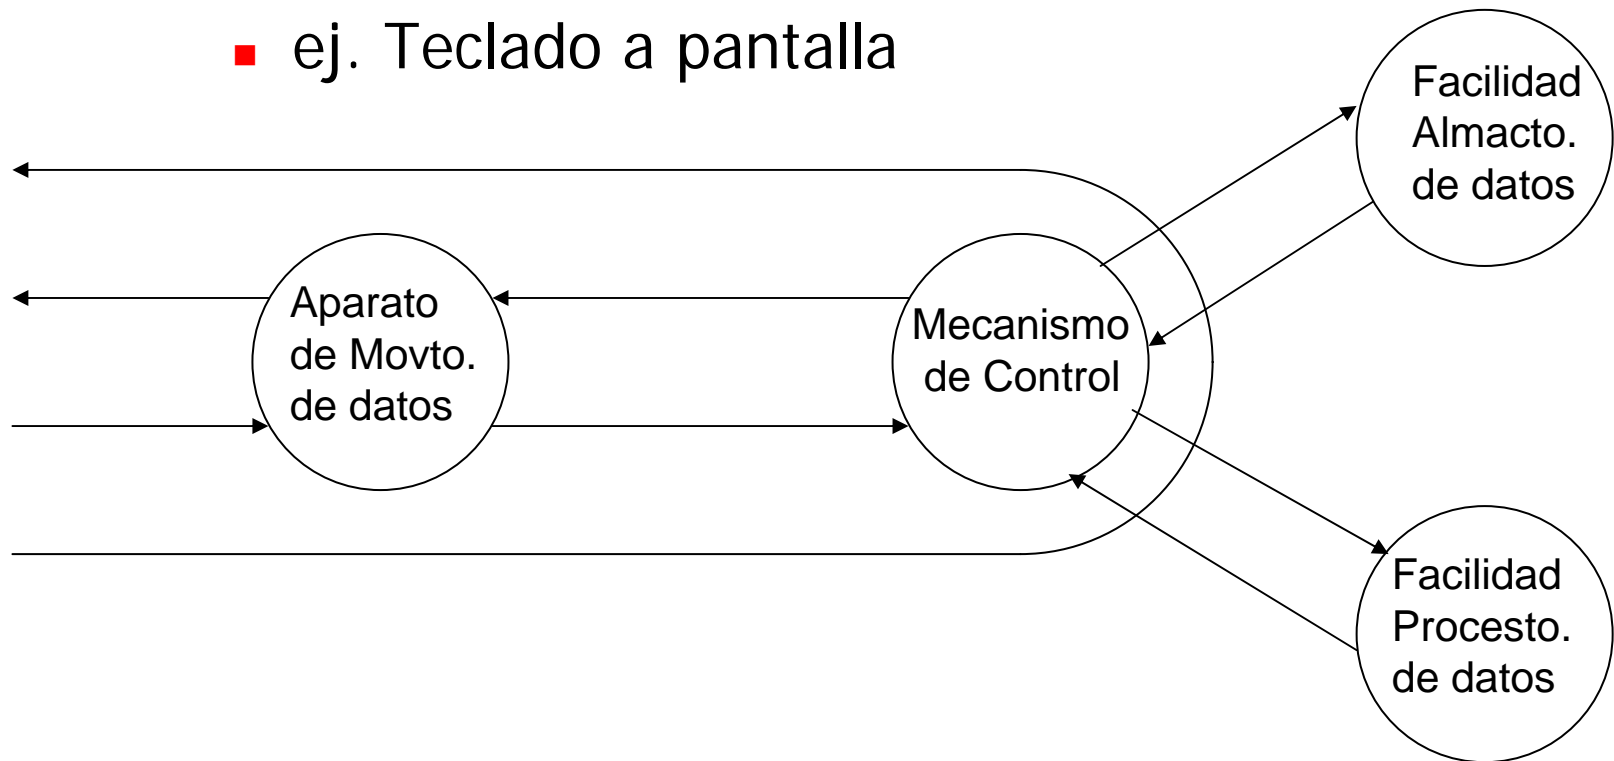 ej. Teclado a pantalla
Facilidad
Almacto.
de datos
Aparato
de Movto.
de datos
Mecanismo
de Control
Facilidad
Procesto.
de datos